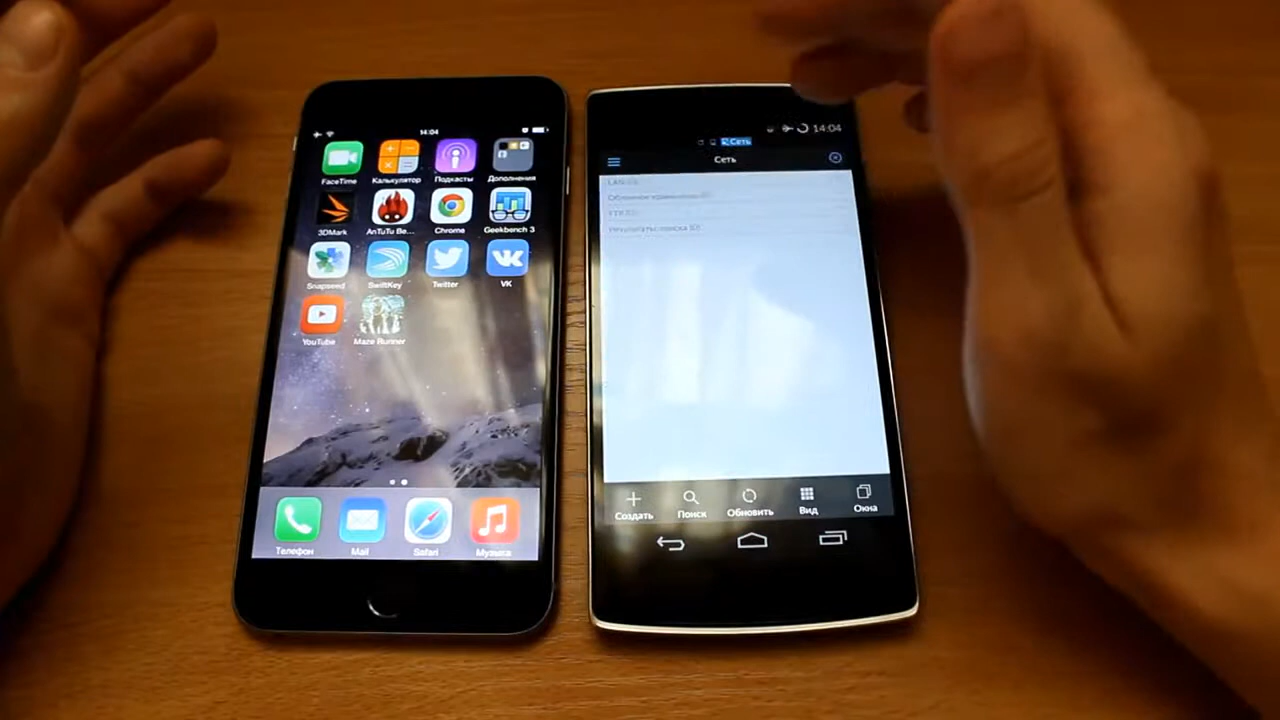 14:04
FaceTime Калькулятор Подкасты Дополнения
3DMark AnTuTu Be... Chrome Geekbench 3
Snapseed SwiftKey Twitter VK
YouTube Maze Runner
Телефон Mail Safari Музыка
14:04
Сеть
Сеть
Создать Поиск Обновить Вид Окна